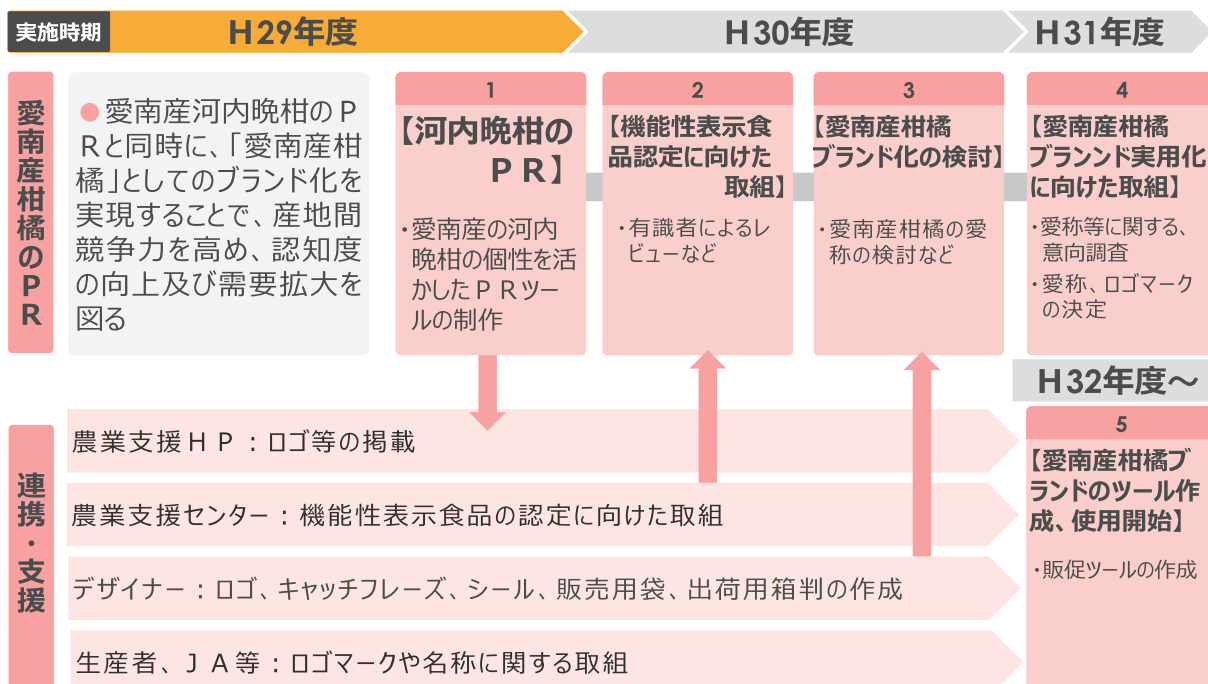 実施時期
H29年度
H30年度
H31年度
愛南産柑橘のPR
● 愛南産河内晩柑のP
Rと同時に、「愛南産柑
橘」としてのブランド化を
実現することで、産地間
競争力を高め、認知度
の向上及び需要拡大を
図る
1
【河内晩柑の
PR】
・愛南産の河内
晩柑の個性を活
かしたPRツー
ルの制作
2
【機能性表示食
品認定に向けた
取組】
・有識者によるレ
ビューなど
3
【愛南産柑橘
ブランド化の検討】
・愛南産柑橘の愛
称の検討など
4
【愛南産柑橘
ブランンド実用化
に向けた取組】
・愛称等に関する、
意向調査
・愛称、ロゴマーク
の決定
H32年度～
5
【愛南産柑橘ブ
ランドのツール作
成、使用開始】
・販促ツールの作成
連携・支援
農業支援HP：ロゴ等の掲載
農業支援センター：機能性表示食品の認定に向けた取組
デザイナー：ロゴ、キャッチフレーズ、シール、販売用袋、出荷用箱判の作成
生産者、JA等：ロゴマークや名称に関する取組